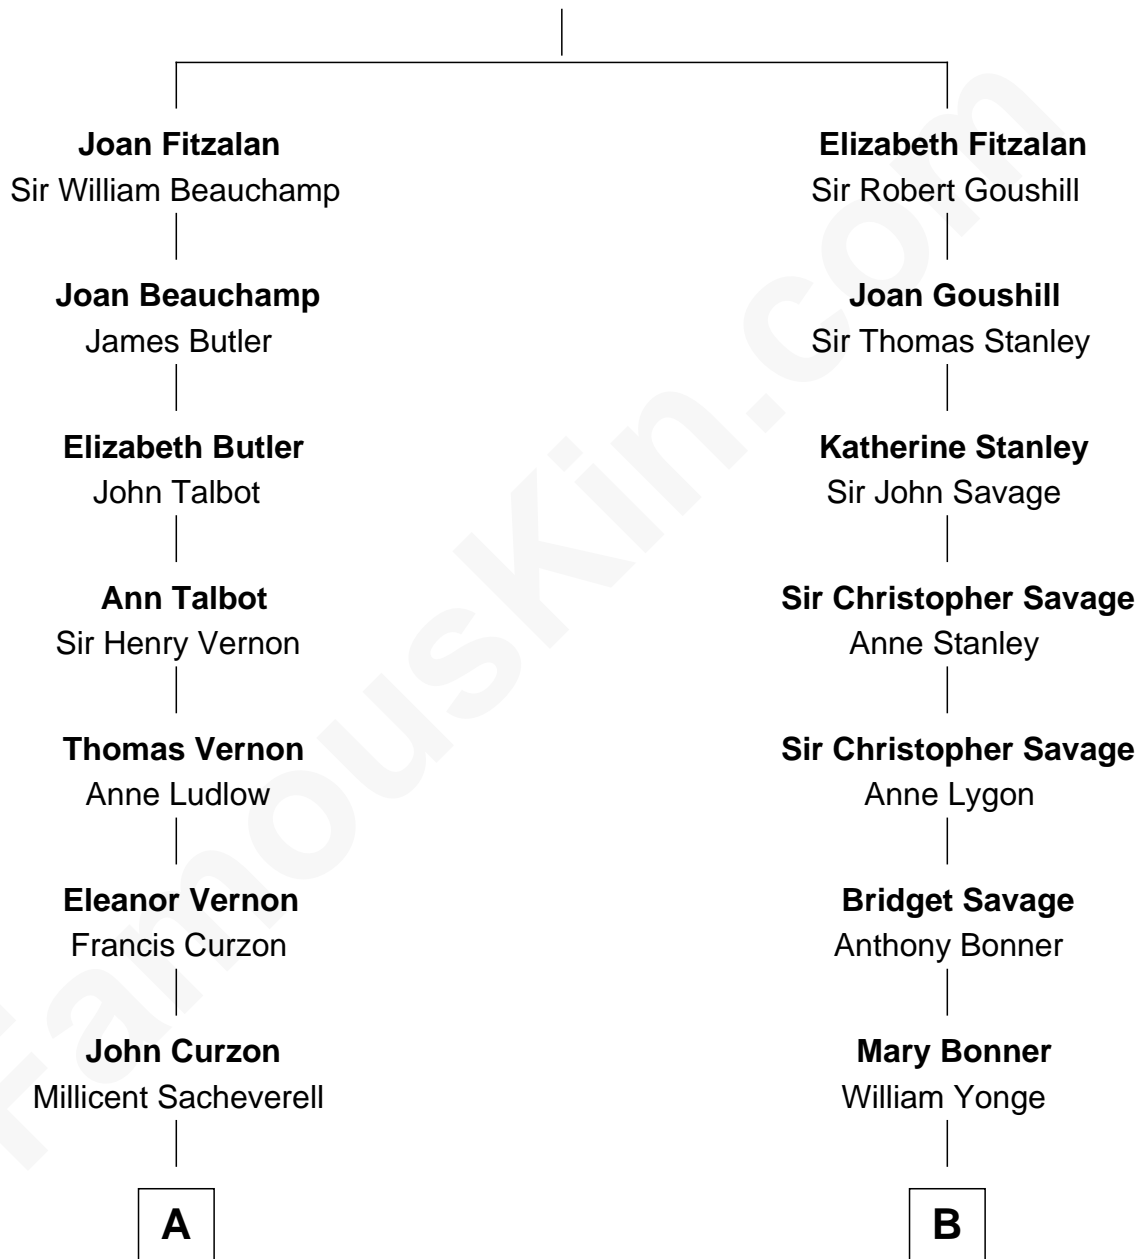 Joan Fitzalan
Sir William Beauchamp
Joan Beauchamp
James Butler
Elizabeth Butler
John Talbot
Ann Talbot
Sir Henry Vernon
Thomas Vernon
Anne Ludlow
Eleanor Vernon
Francis Curzon
John Curzon
Millicent Sacheverell
A
Elizabeth Fitzalan
Sir Robert Goushill
Joan Goushill
Sir Thomas Stanley
Katherine Stanley
Sir John Savage
Sir Christopher Savage
Anne Stanley
Sir Christopher Savage
Anne Lygon
Bridget Savage
Anthony Bonner
Mary Bonner
William Yonge
B
FamousKin.com